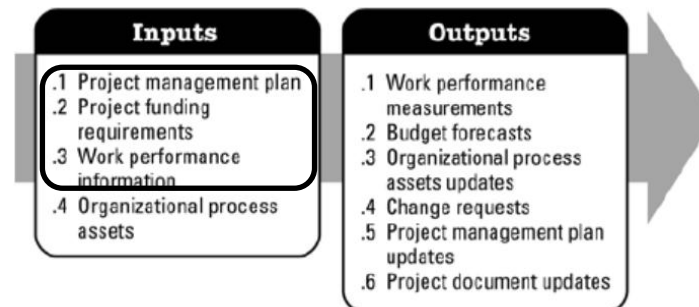 Inputs
.1 Project management plan
.2 Project funding
requirements
.3 Work performance
information
.4 Organizational process
assets
Outputs
.1 Work performance
measurements
.2 Budget forecasts
.3 Organizational process
assets updates
.4 Change requests
.5 Project management plan
updates
.6 Project document updates